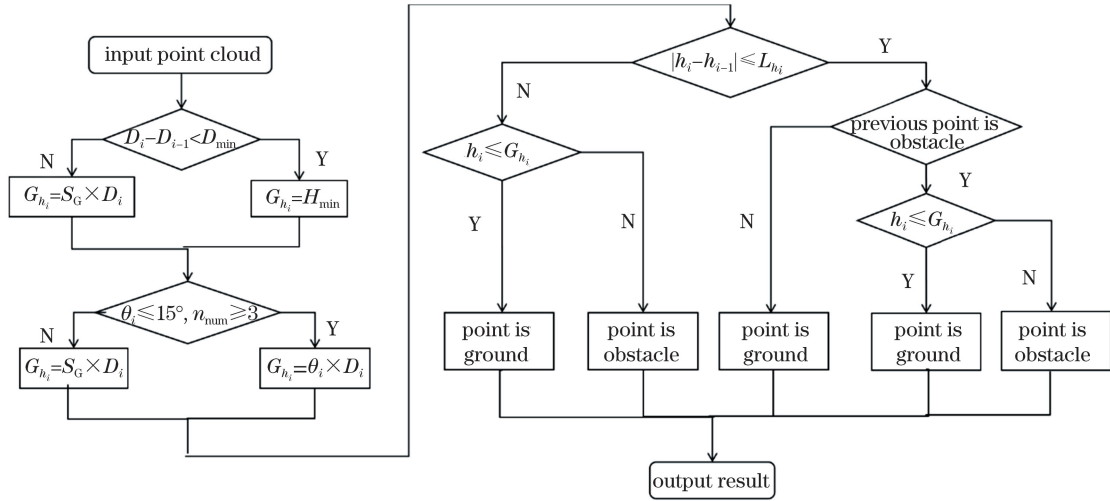 input point cloud
D_i−D_{i−1}<D_min
N
Y
G_{h_i}=S_G×D_i
G_{h_i}=H_min
θ_i≤15°, n_num≥3
N
Y
G_{h_i}=S_G×D_i
G_{h_i}=θ_i×D_i
|h_i−h_{i−1}|≤L_{h_i}
N
Y
h_i≤G_{h_i}
previous point is
obstacle
Y
N
N
Y
h_i≤G_{h_i}
Y
N
point is
ground
point is
obstacle
point is
ground
point is
ground
point is
obstacle
output result